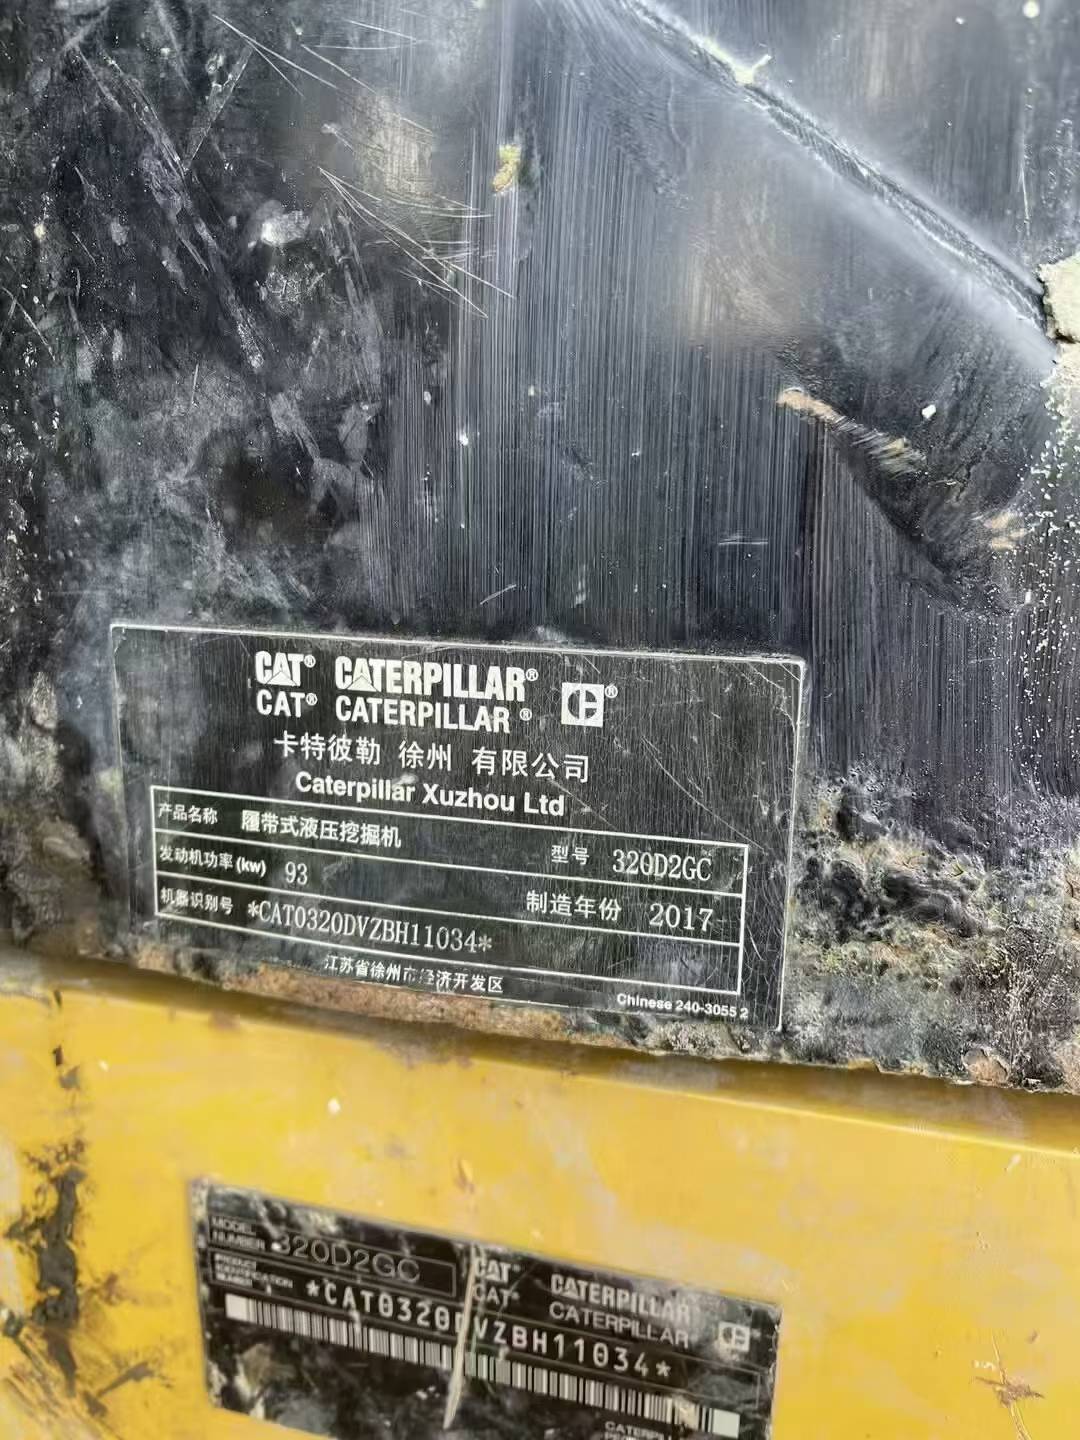 CAT® CATERPILLAR®
CAT® CATERPILLAR®
卡特彼勒 徐州 有限公司
Caterpillar Xuzhou Ltd
产品名称 履带式液压挖掘机 型号 320D2GC
发动机功率(kw) 93 制造年份 2017
机器识别号 *CAT0320DVZBH11034*
江苏省徐州市经济开发区
Chinese 240-3055 2
MODEL NUMBER 320D2GC
CAT® CATERPILLAR
CAT® CATERPILLAR
PRODUCT IDENTIFICATION NUMBER
*CAT0320DVZBH11034*